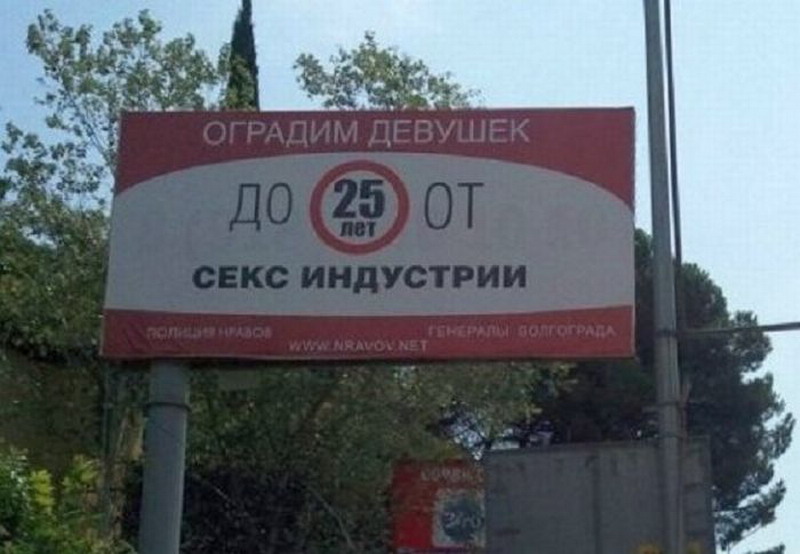 ОГРАДИМ ДЕВУШЕК
ДО 25 лет ОТ
СЕКС ИНДУСТРИИ
ПОЛИЦИЯ НРАВОВ
WWW.NRAVOV.NET
ГЕНЕРАЛЫ ВОЛГОГРАДА